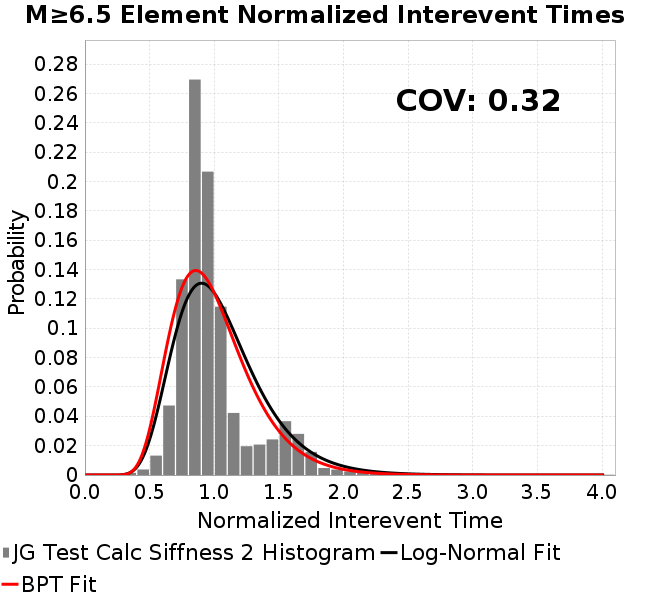 M≥6.5 Element Normalized Interevent Times
COV: 0.32
0.28
0.26
0.24
0.22
0.2
0.18
0.16
0.14
0.12
0.1
0.08
0.06
0.04
0.02
0
Probability
0.0 0.5 1.0 1.5 2.0 2.5 3.0 3.5 4.0
Normalized Interevent Time
JG Test Calc Siffness 2 Histogram Log-Normal Fit
BPT Fit